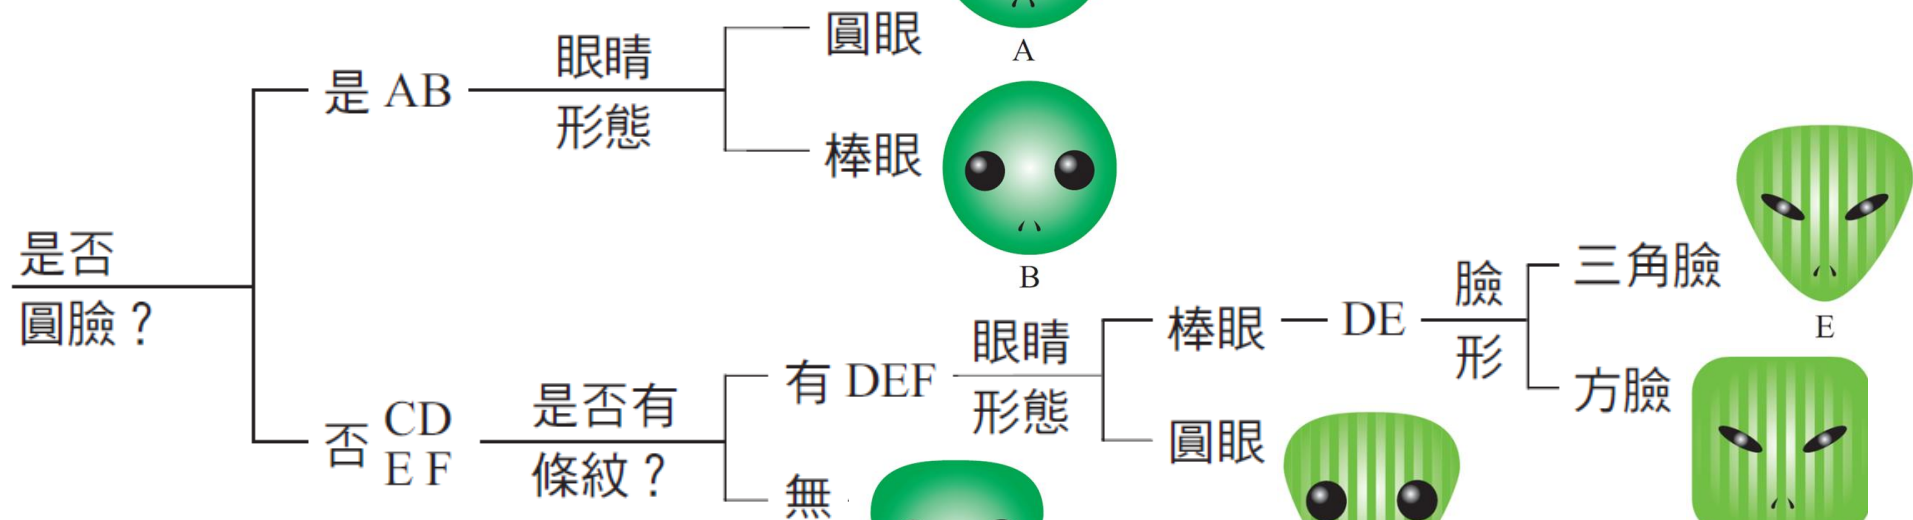 是否
圓臉？
是 AB
眼睛
形態
圓眼
A
棒眼
B
否 CD
E F
是否有
條紋？
有 DEF
眼睛
形態
棒眼
DE
臉
形
三角臉
E
方臉
圓眼
無